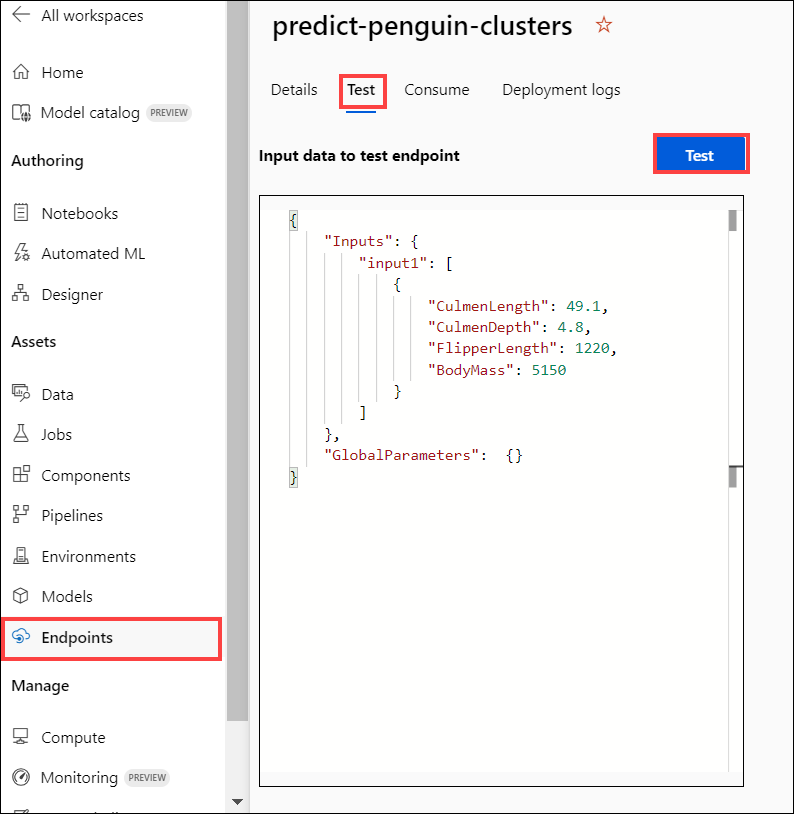 All workspaces
Home
Model catalog PREVIEW
Authoring
Notebooks
Automated ML
Designer
Assets
Data
Jobs
Components
Pipelines
Environments
Models
Endpoints
Manage
Compute
Monitoring PREVIEW
predict-penguin-clusters
Details Test Consume Deployment logs
Input data to test endpoint Test
{
"Inputs": {
"input1": [
{
"CulmenLength": 49.1,
"CulmenDepth": 4.8,
"FlipperLength": 1220,
"BodyMass": 5150
}
]
},
"GlobalParameters": {}
}